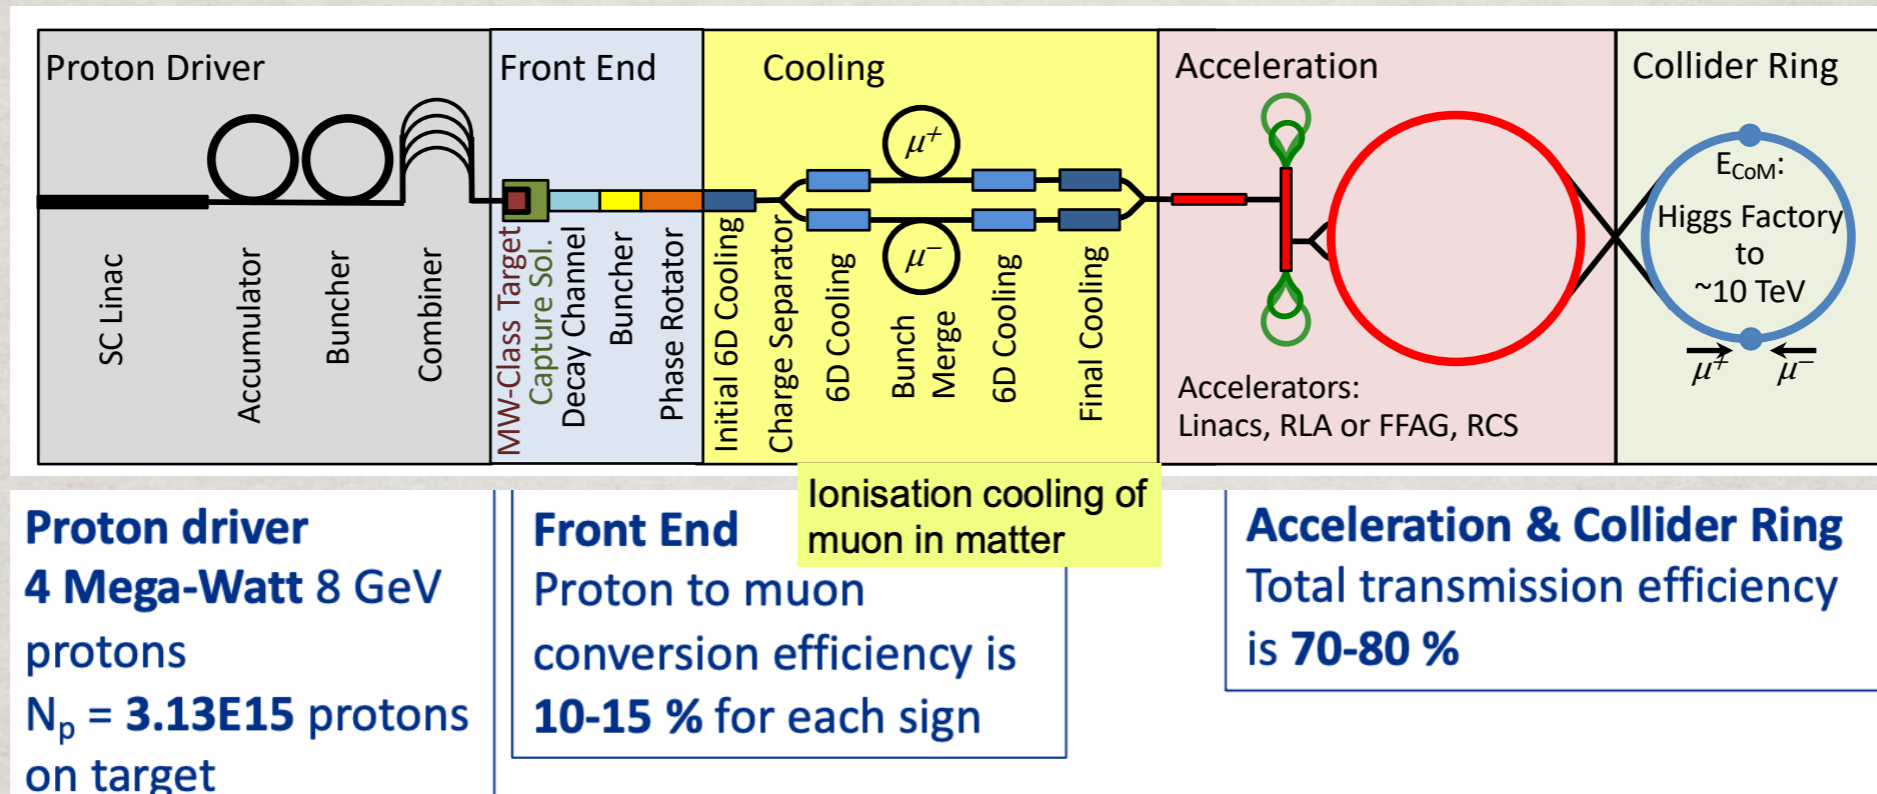 Proton Driver
Front End
Cooling
Acceleration
Collider Ring
SC Linac
Accumulator
Buncher
Combiner
MW-Class Target
Capture Sol.
Decay Channel
Buncher
Phase Rotator
Initial 6D Cooling
Charge Separator
μ+
μ−
6D Cooling
Bunch
Merge
6D Cooling
Final Cooling
Accelerators:
Linacs, RLA or FFAG, RCS
ECoM:
Higgs Factory
to
~10 TeV
μ+
μ−
Ionisation cooling of
muon in matter
Proton driver
4 Mega-Watt 8 GeV
protons
Np = 3.13E15 protons
on target
Front End
Proton to muon
conversion efficiency is
10-15 % for each sign
Acceleration & Collider Ring
Total transmission efficiency
is 70-80 %